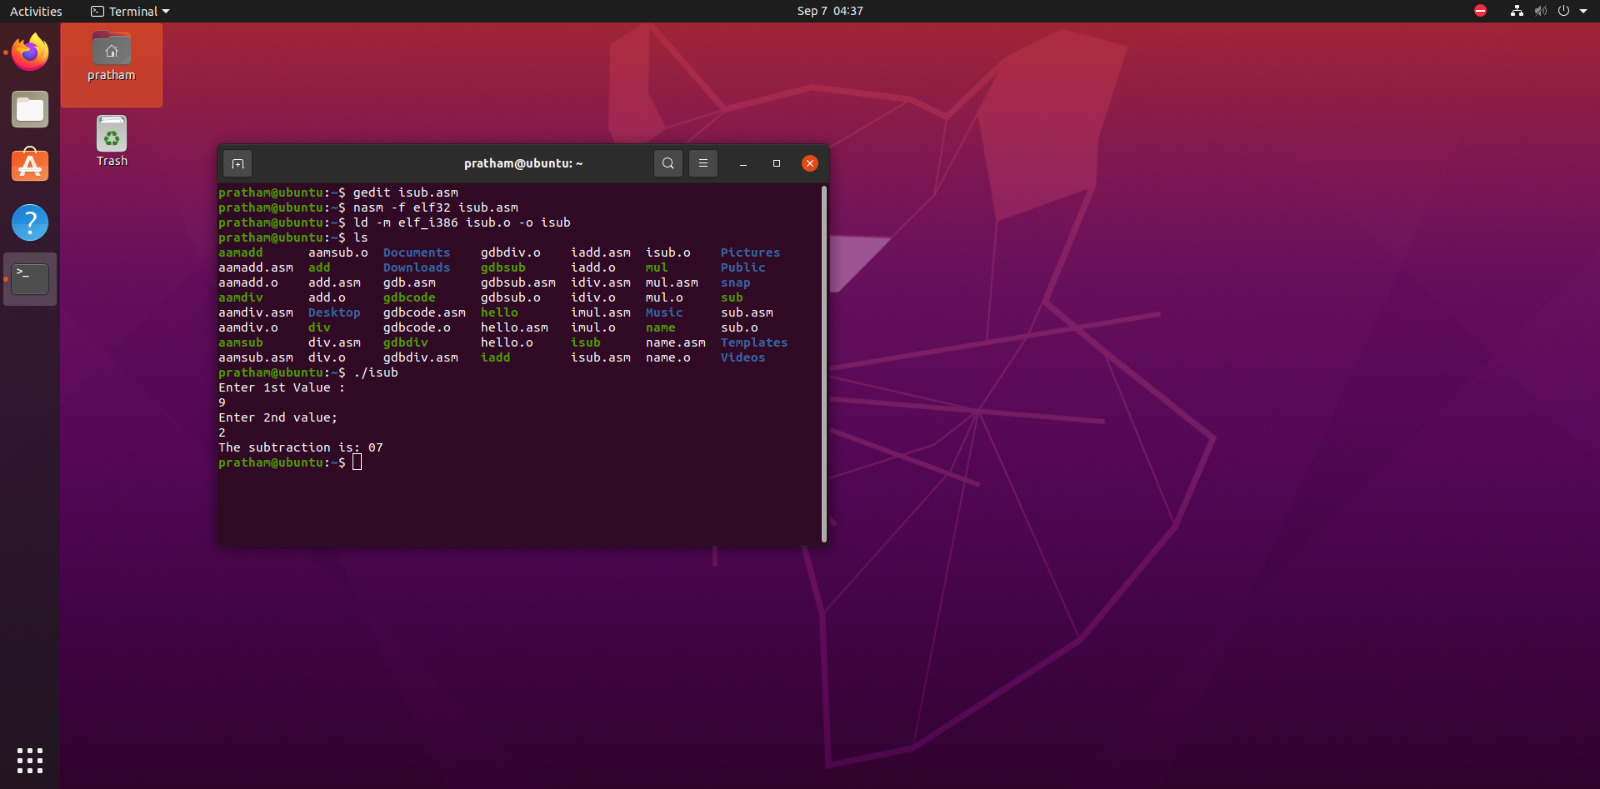 Activities Terminal Sep 7 04:37
pratham
Trash
pratham@ubuntu: ~
pratham@ubuntu:~$ gedit isub.asm
pratham@ubuntu:~$ nasm -f elf32 isub.asm
pratham@ubuntu:~$ ld -m elf_i386 isub.o -o isub
pratham@ubuntu:~$ ls
aamadd aamsub.o Documents gdbdiv.o iadd.asm isub.o Pictures
aamadd.asm add Downloads gdbsub iadd.o mul Public
aamadd.o add.asm gdb.asm gdbsub.asm idiv.asm mul.asm snap
aamdiv add.o gdbcode gdbsub.o idiv.o mul.o sub
aamdiv.asm Desktop gdbcode.asm hello imul.asm Music sub.asm
aamdiv.o div gdbcode.o hello.asm imul.o name sub.o
aamsub div.asm gdbdiv hello.o isub name.asm Templates
aamsub.asm div.o gdbdiv.asm iadd isub.asm name.o Videos
pratham@ubuntu:~$ ./isub
Enter 1st Value :
9
Enter 2nd value;
2
The subtraction is: 07
pratham@ubuntu:~$